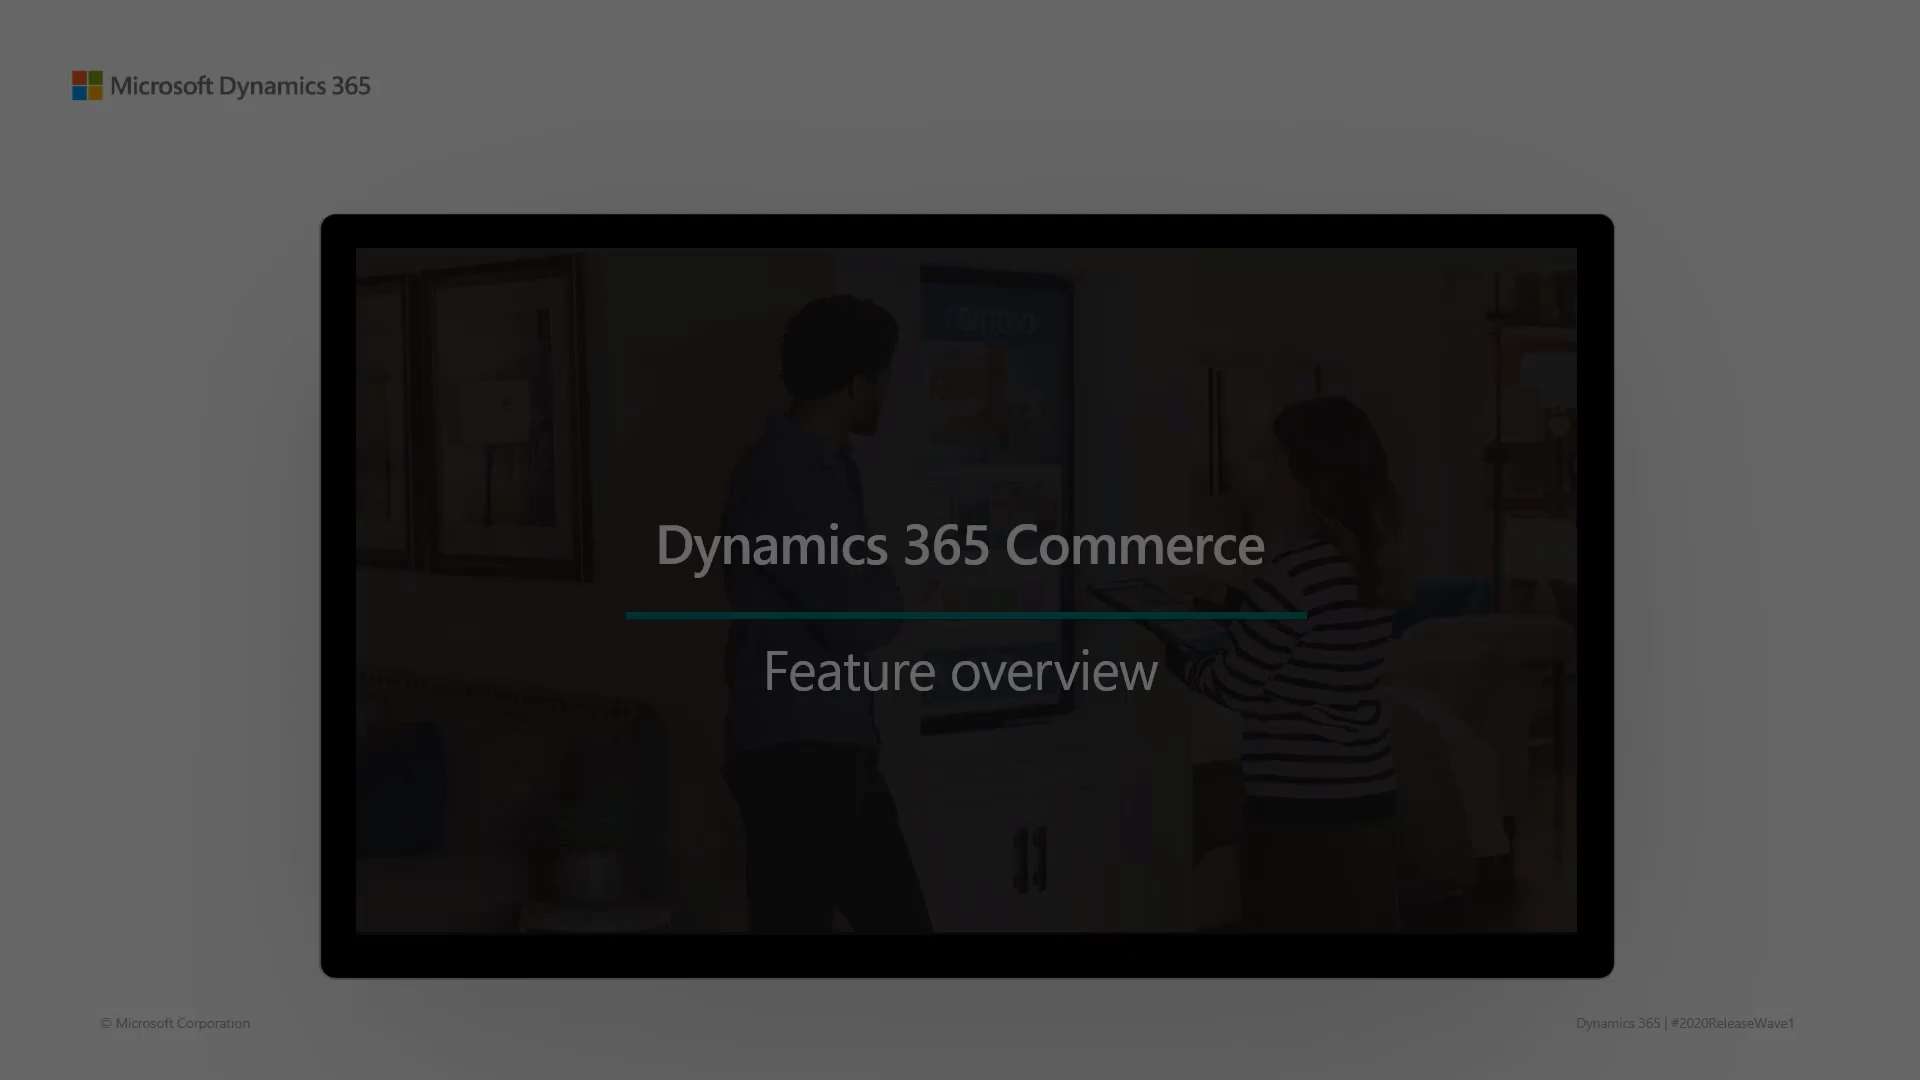 Microsoft Dynamics 365
Dynamics 365 Commerce
Feature overview
© Microsoft Corporation
Dynamics 365 | #2020ReleaseWave1